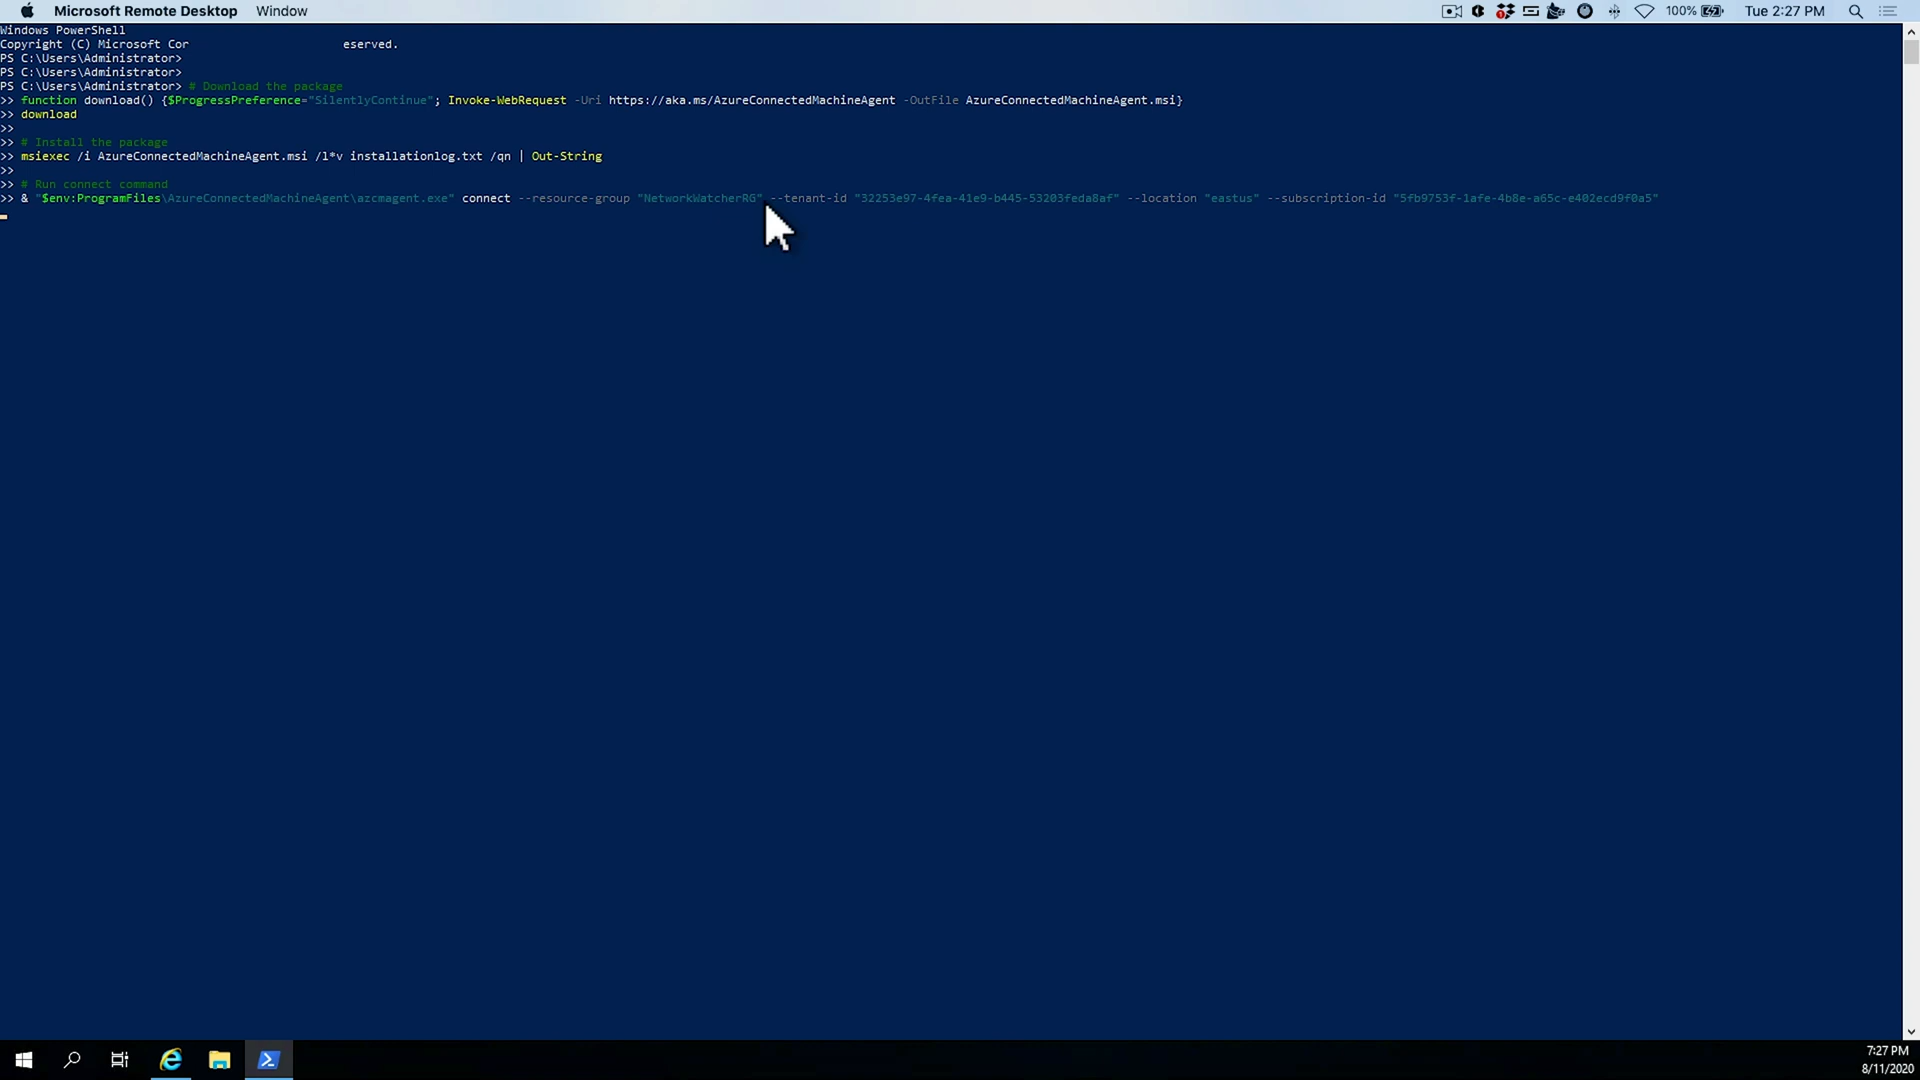 Microsoft Remote Desktop Window 100% Tue 2:27 PM
Windows PowerShell
Copyright (C) Microsoft Cor eserved.
PS C:\Users\Administrator>
PS C:\Users\Administrator>
PS C:\Users\Administrator> # Download the package
>> function download() {$ProgressPreference="SilentlyContinue"; Invoke-WebRequest -Uri https://aka.ms/AzureConnectedMachineAgent -OutFile AzureConnectedMachineAgent.msi}
>> download
>>
>> # Install the package
>> msiexec /i AzureConnectedMachineAgent.msi /l*v installationlog.txt /qn | Out-String
>>
>> # Run connect command
>> & "$env:ProgramFiles\AzureConnectedMachineAgent\azcmagent.exe" connect --resource-group "NetworkWatcherRG" --tenant-id "32253e97-4fea-41e9-b445-53203feda8af" --location "eastus" --subscription-id "5fb9753f-1afe-4b8e-a65c-e402ecd9f0a5"
7:27 PM
8/11/2020